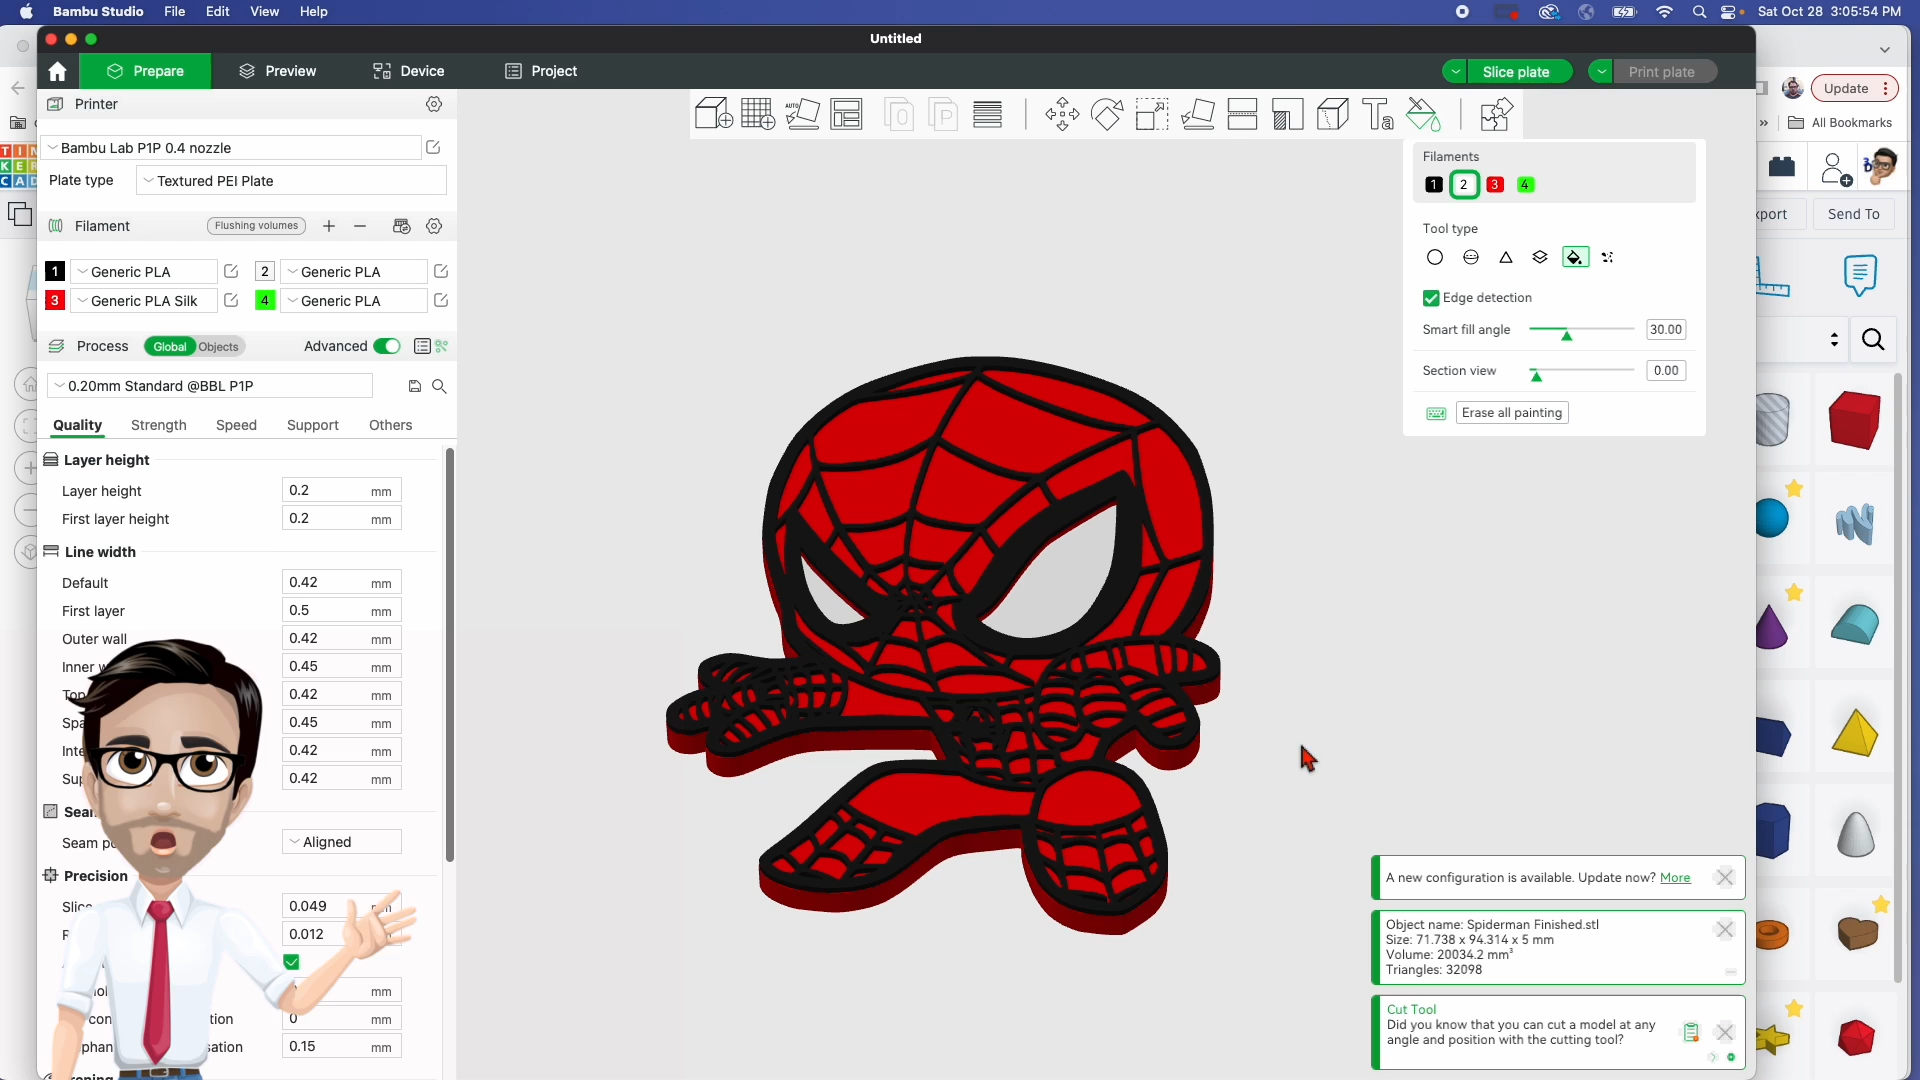 Bambu Studio File Edit View Help
Sat Oct 28 3:05:54 PM
Untitled
Prepare Preview Device Project
Slice plate Print plate
Update
All Bookmarks
Send To
Printer
Bambu Lab P1P 0.4 nozzle
Plate type Textured PEI Plate
Filament Flushing volumes
1 Generic PLA 2 Generic PLA
3 Generic PLA Silk 4 Generic PLA
Process Global Objects Advanced
0.20mm Standard @BBL P1P
Quality Strength Speed Support Others
Layer height
Layer height 0.2 mm
First layer height 0.2 mm
Line width
Default 0.42 mm
First layer 0.5 mm
Outer wall 0.42 mm
Inner 0.45 mm
0.42 mm
0.45 mm
0.42 mm
0.42 mm
Aligned
Precision
0.049
0.012
mm
0 mm
0.15 mm
AUTO
Filaments
1 2 3 4
Tool type
Edge detection
Smart fill angle 30.00
Section view 0.00
Erase all painting
A new configuration is available. Update now? More
Object name: Spiderman Finished.stl
Size: 71.738 x 94.314 x 5 mm
Volume: 20034.2 mm³
Triangles: 32098
Cut Tool
Did you know that you can cut a model at any
angle and position with the cutting tool?